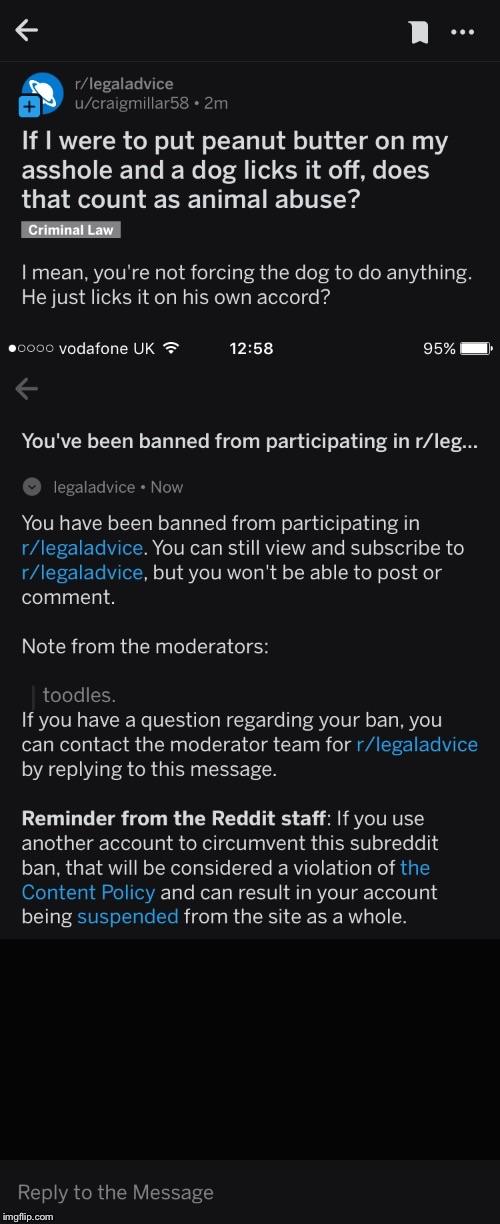 r/legaladvice
u/craigmillar58 • 2m
If I were to put peanut butter on my
asshole and a dog licks it off, does
that count as animal abuse?
Criminal Law
I mean, you're not forcing the dog to do anything.
He just licks it on his own accord?
vodafone UK 12:58 95%
You've been banned from participating in r/leg...
legaladvice • Now
You have been banned from participating in
r/legaladvice. You can still view and subscribe to
r/legaladvice, but you won't be able to post or
comment.
Note from the moderators:
toodles.
If you have a question regarding your ban, you
can contact the moderator team for r/legaladvice
by replying to this message.
Reminder from the Reddit staff: If you use
another account to circumvent this subreddit
ban, that will be considered a violation of the
Content Policy and can result in your account
being suspended from the site as a whole.
Reply to the Message
imgflip.com